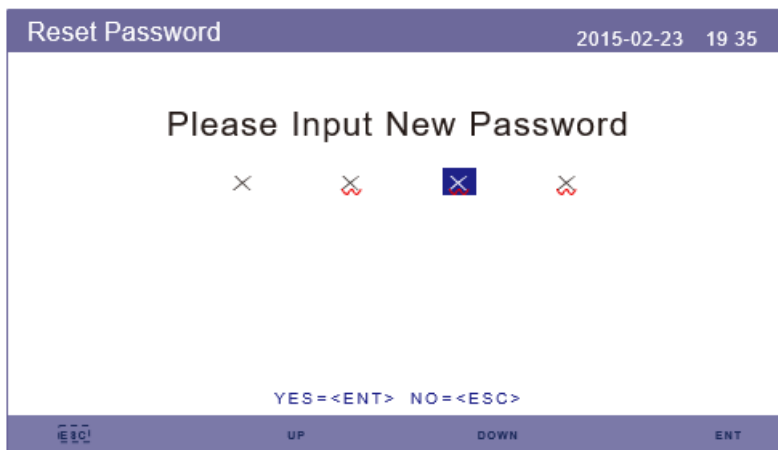 Reset Password 2015-02-23 19 35
Please Input New Password
× × × ×
YES=<ENT> NO=<ESC>
ESC UP DOWN ENT